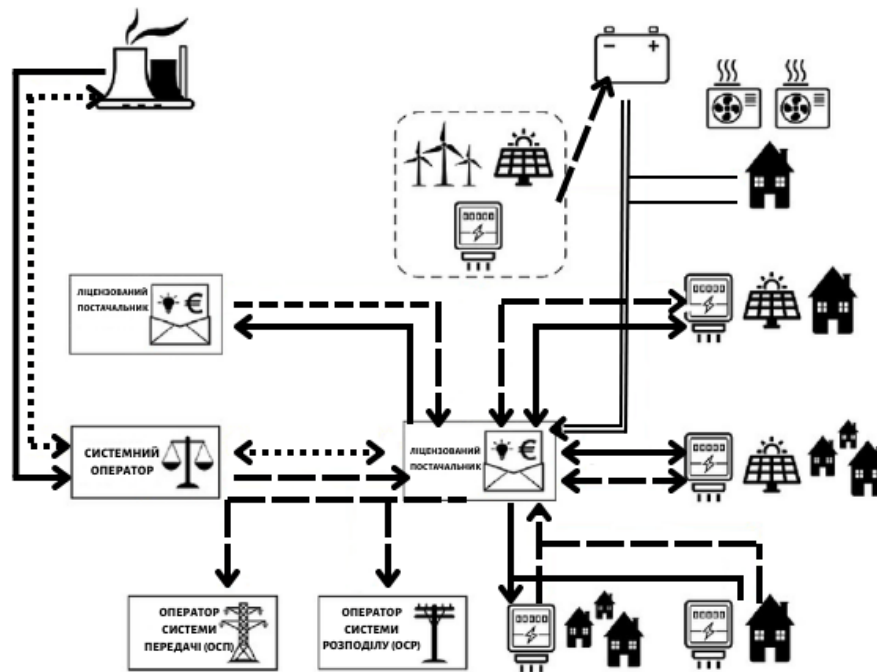 ЛІЦЕНЗОВАНИЙ
ПОСТАЧАЛЬНИК
СИСТЕМНИЙ
ОПЕРАТОР
ЛІЦЕНЗОВАНИЙ
ПОСТАЧАЛЬНИК
ОПЕРАТОР
СИСТЕМИ
ПЕРЕДАЧІ (ОСП)
ОПЕРАТОР
СИСТЕМИ
РОЗПОДІЛУ (ОСР)